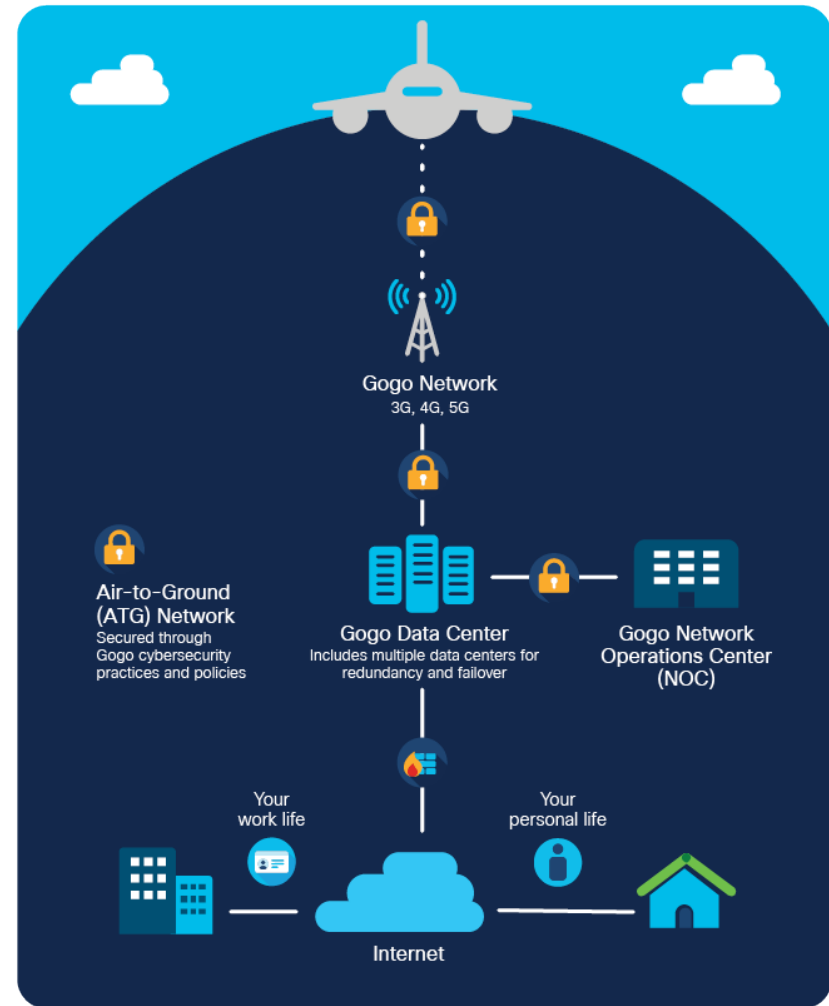 Gogo Network
3G, 4G, 5G
Air-to-Ground
(ATG) Network
Secured through
Gogo cybersecurity
practices and policies
Gogo Data Center
Includes multiple data centers for
redundancy and failover
Gogo Network
Operations Center
(NOC)
Your
work life
Your
personal life
Internet